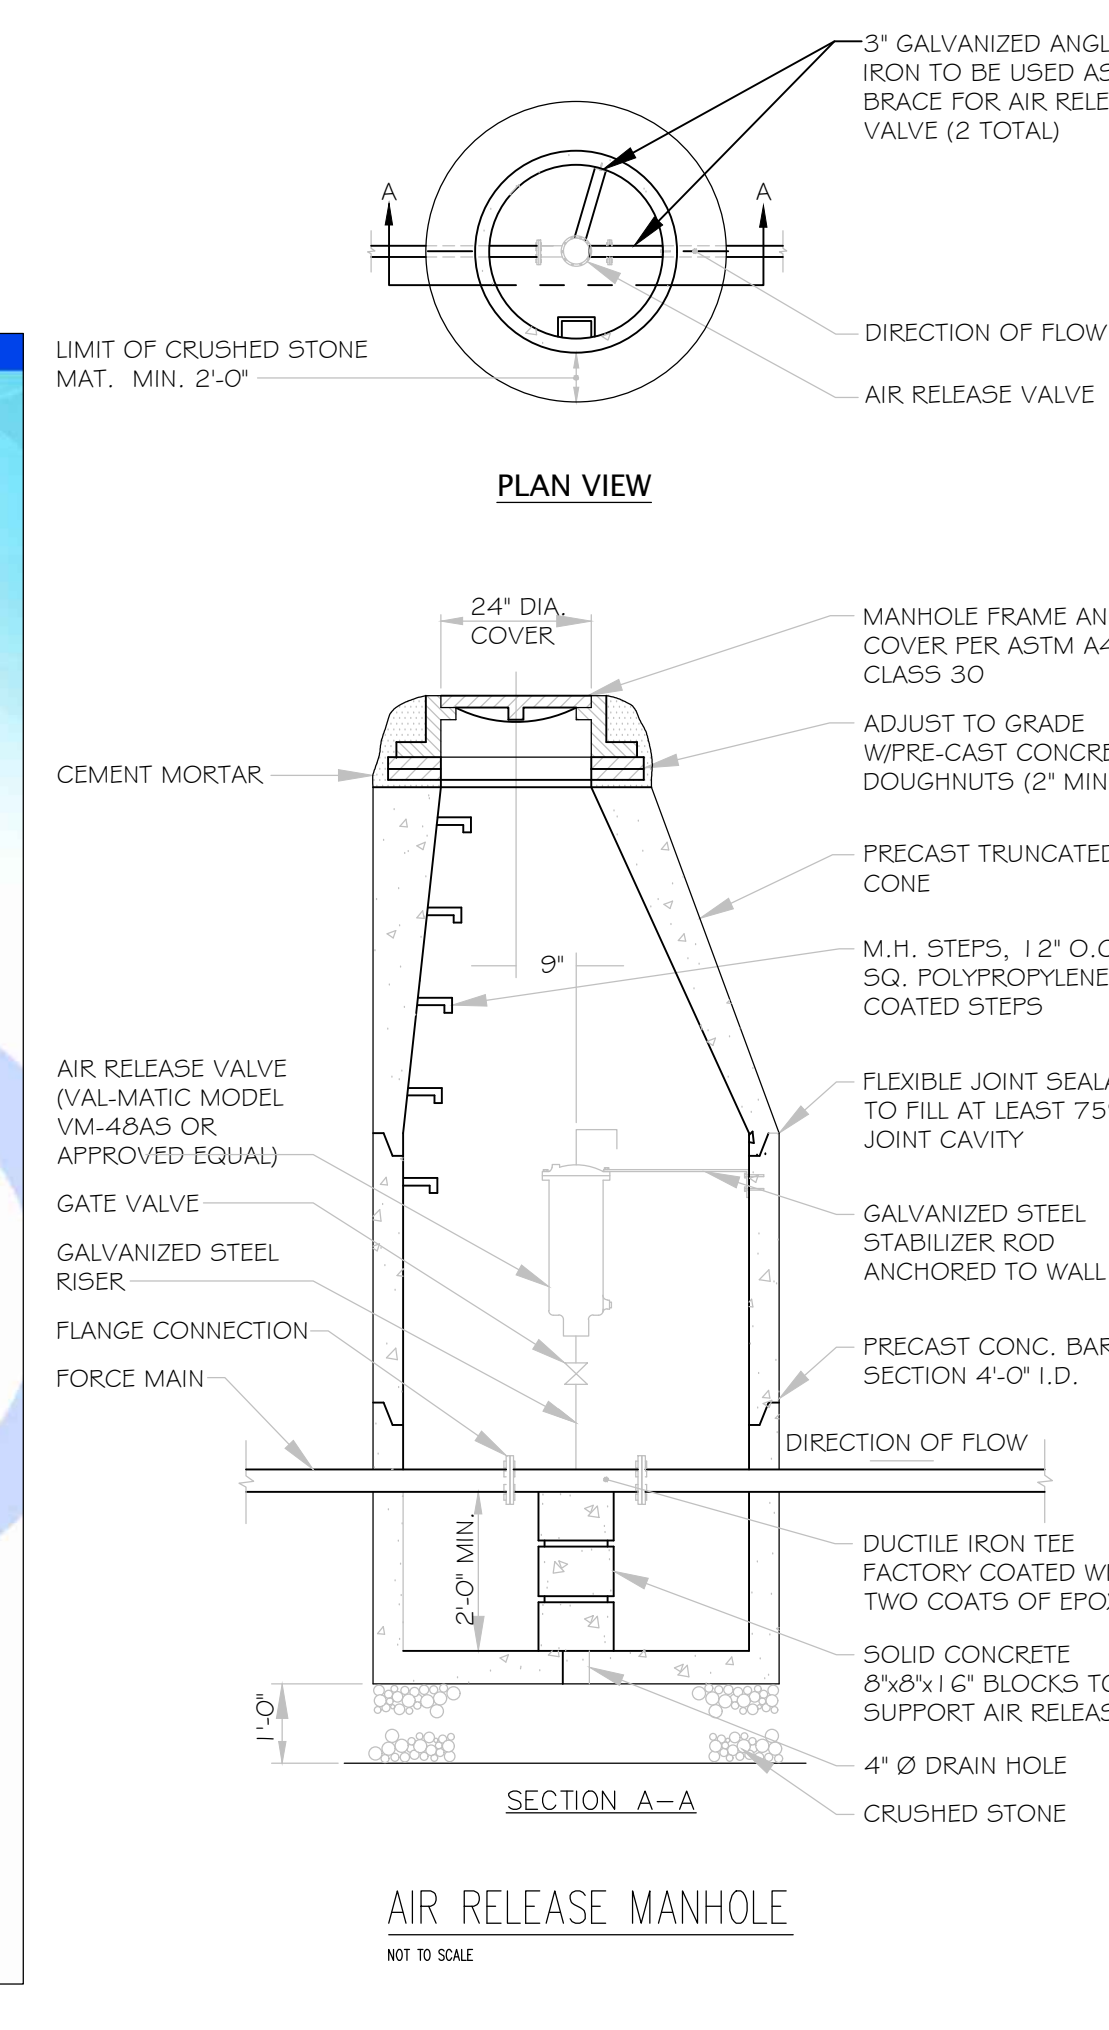 3" GALVANIZED ANGL
IRON TO BE USED AS
BRACE FOR AIR RELE
VALVE (2 TOTAL)
A
A
DIRECTION OF FLOW
LIMIT OF CRUSHED STONE
MAT. MIN. 2'-0"
AIR RELEASE VALVE
PLAN VIEW
24" DIA.
COVER
MANHOLE FRAME AN
COVER PER ASTM A4
CLASS 30
ADJUST TO GRADE
W/PRE-CAST CONCRE
DOUGHNUTS (2" MIN
CEMENT MORTAR
PRECAST TRUNCATED
CONE
M.H. STEPS, 12" O.C
SQ. POLYPROPYLENE
COATED STEPS
9"
AIR RELEASE VALVE
(VAL-MATIC MODEL
VM-48AS OR
APPROVED EQUAL)
FLEXIBLE JOINT SEALA
TO FILL AT LEAST 75%
JOINT CAVITY
GATE VALVE
GALVANIZED STEEL
STABILIZER ROD
ANCHORED TO WALL
GALVANIZED STEEL
RISER
FLANGE CONNECTION
PRECAST CONC. BAR
SECTION 4'-0" I.D.
FORCE MAIN
DIRECTION OF FLOW
2'-0" MIN.
DUCTILE IRON TEE
FACTORY COATED WI
TWO COATS OF EPOX
SOLID CONCRETE
8"x8"x16" BLOCKS TO
SUPPORT AIR RELEAS
1'-0"
4" Ø DRAIN HOLE
CRUSHED STONE
SECTION A-A
AIR RELEASE MANHOLE
NOT TO SCALE